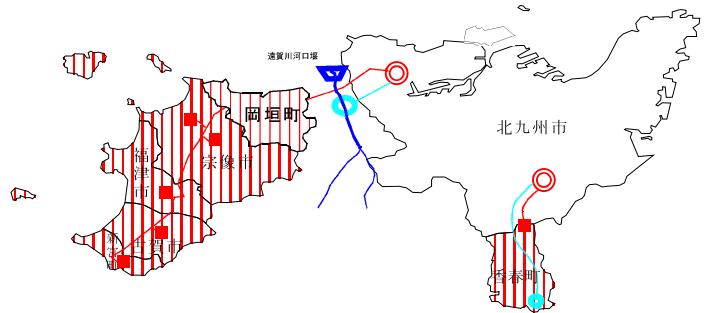 遠賀川河口堰
岡垣町
北九州市
福津市
宗像市
新宮町
古賀市
香春町